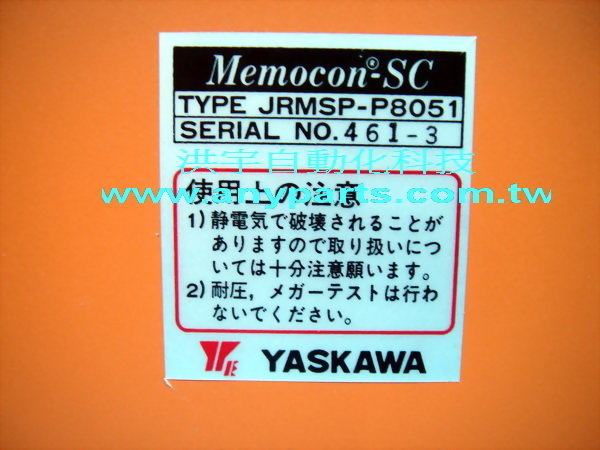 Memocon®-SC
TYPE JRMSP-P8051
SERIAL NO. 461-3
洪宇自動化科技
www.anyparts.com.tw
使用上の注意
1) 静電気で破壊されることが
ありますので取り扱いにつ
いては十分注意願います。
2) 耐圧，メガーテストは行わ
ないでください。
YASKAWA